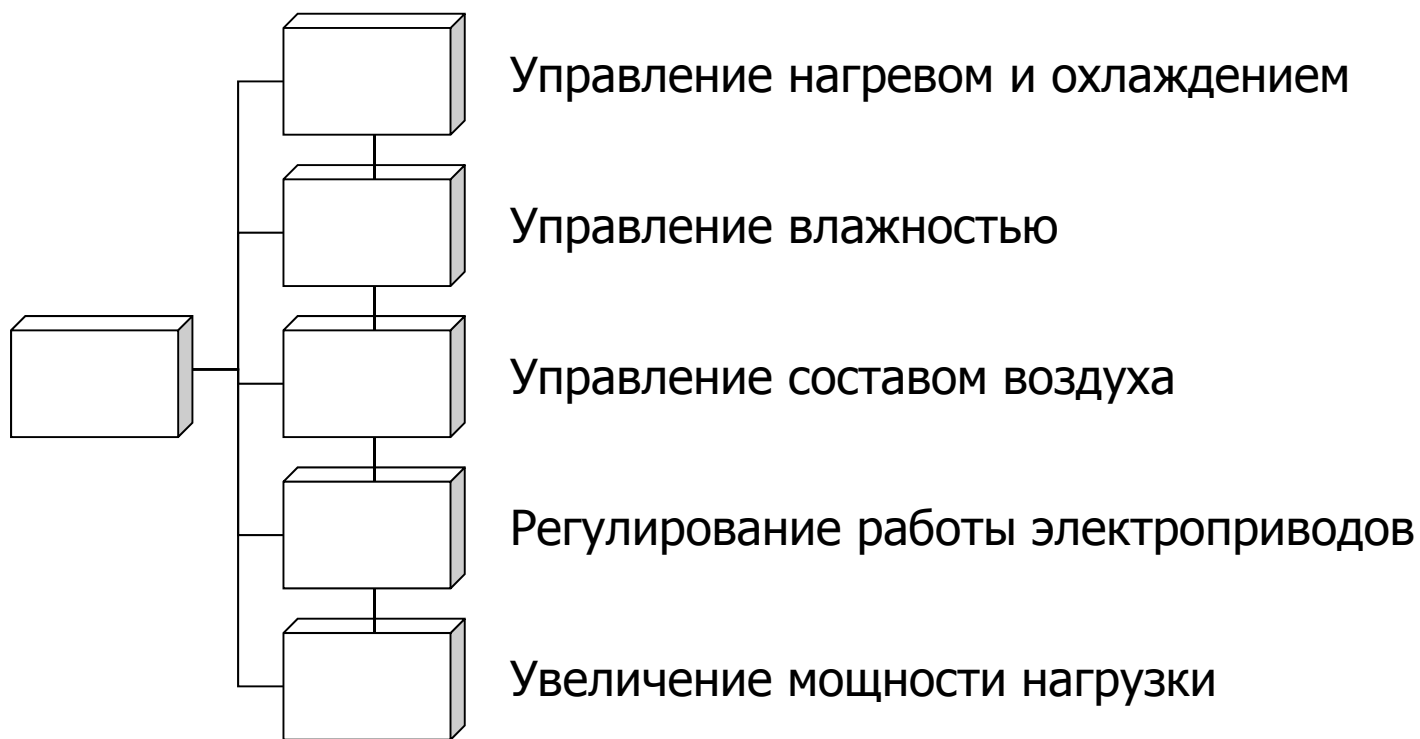 Управление нагревом и охлаждением
Управление влажностью
Управление составом воздуха
Регулирование работы электроприводов
Увеличение мощности нагрузки